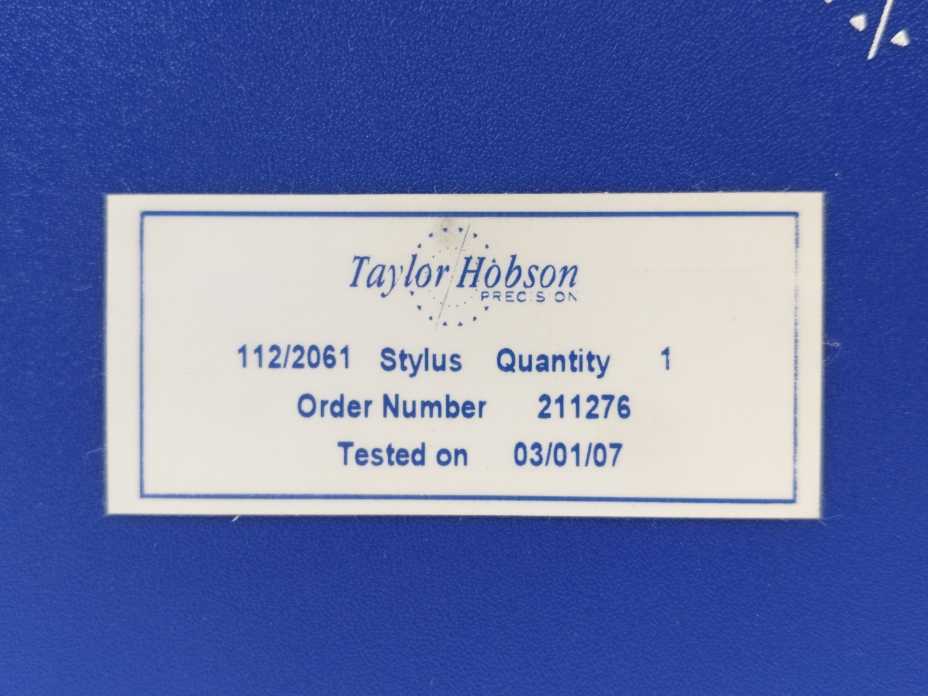 Taylor Hobson
PRECISION
112/2061 Stylus Quantity 1
Order Number 211276
Tested on 03/01/07